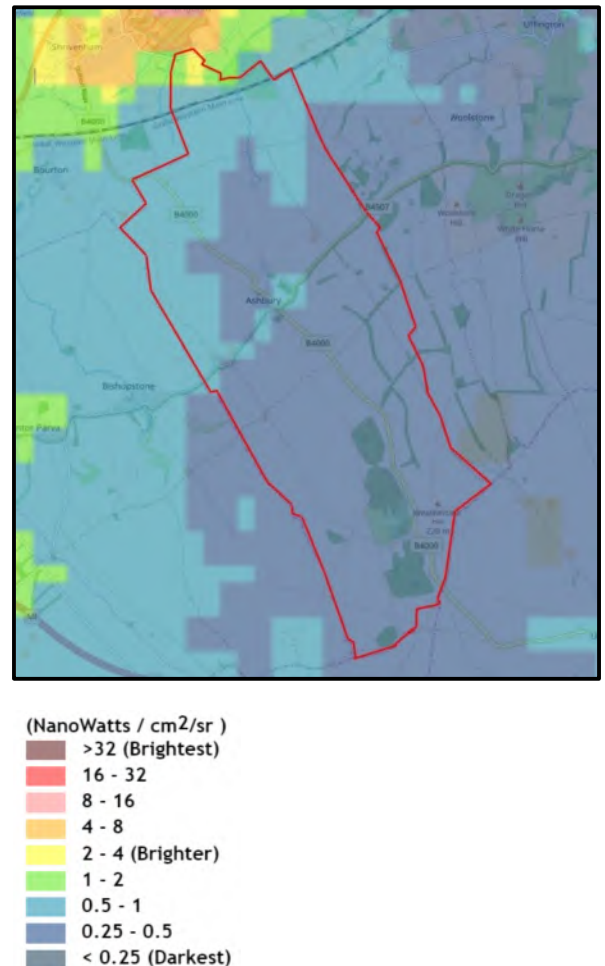 Shrivenham
Uffington
B4000
Bourton
Woolstone
B4507
B4000
Ashbury
B4000
Bishopstone
B4000
(NanoWatts / cm2/sr )
>32 (Brightest)
16 - 32
8 - 16
4 - 8
2 - 4 (Brighter)
1 - 2
0.5 - 1
0.25 - 0.5
< 0.25 (Darkest)